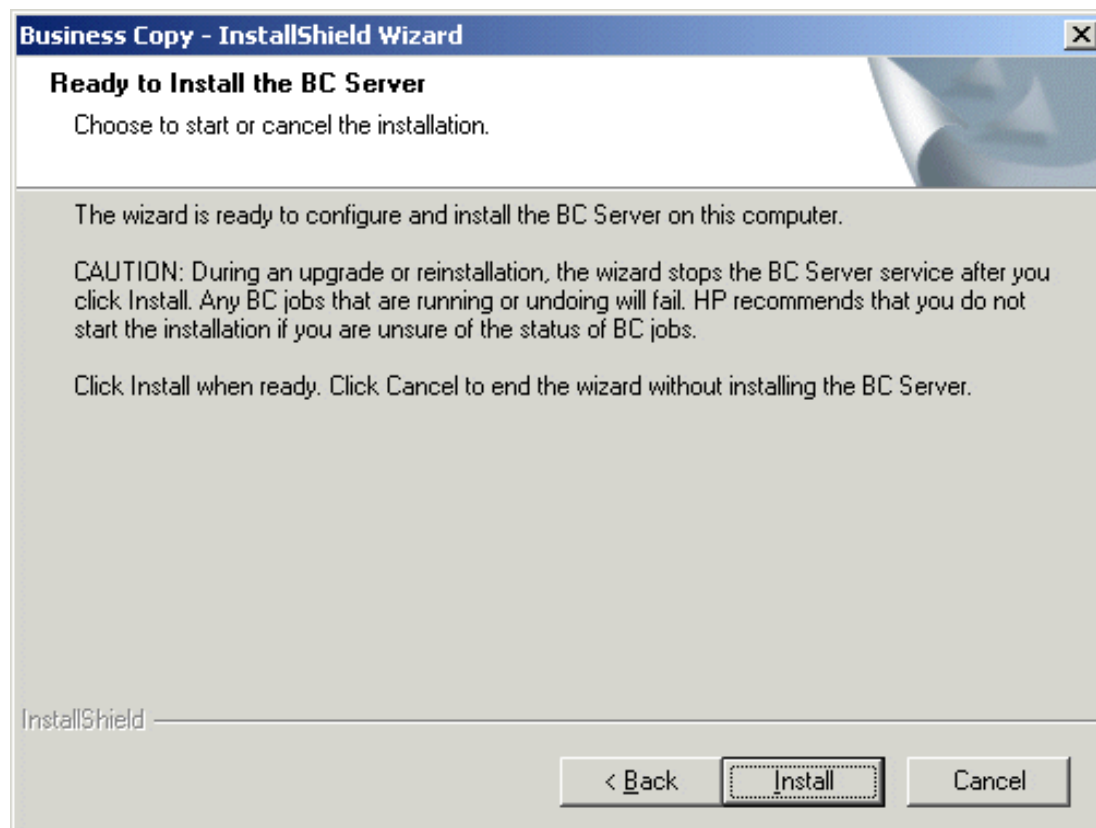 Business Copy - InstallShield Wizard
Ready to Install the BC Server
Choose to start or cancel the installation.
The wizard is ready to configure and install the BC Server on this computer.
CAUTION: During an upgrade or reinstallation, the wizard stops the BC Server service after you
click Install. Any BC jobs that are running or undoing will fail. HP recommends that you do not
start the installation if you are unsure of the status of BC jobs.
Click Install when ready. Click Cancel to end the wizard without installing the BC Server.
InstallShield
< Back Install Cancel